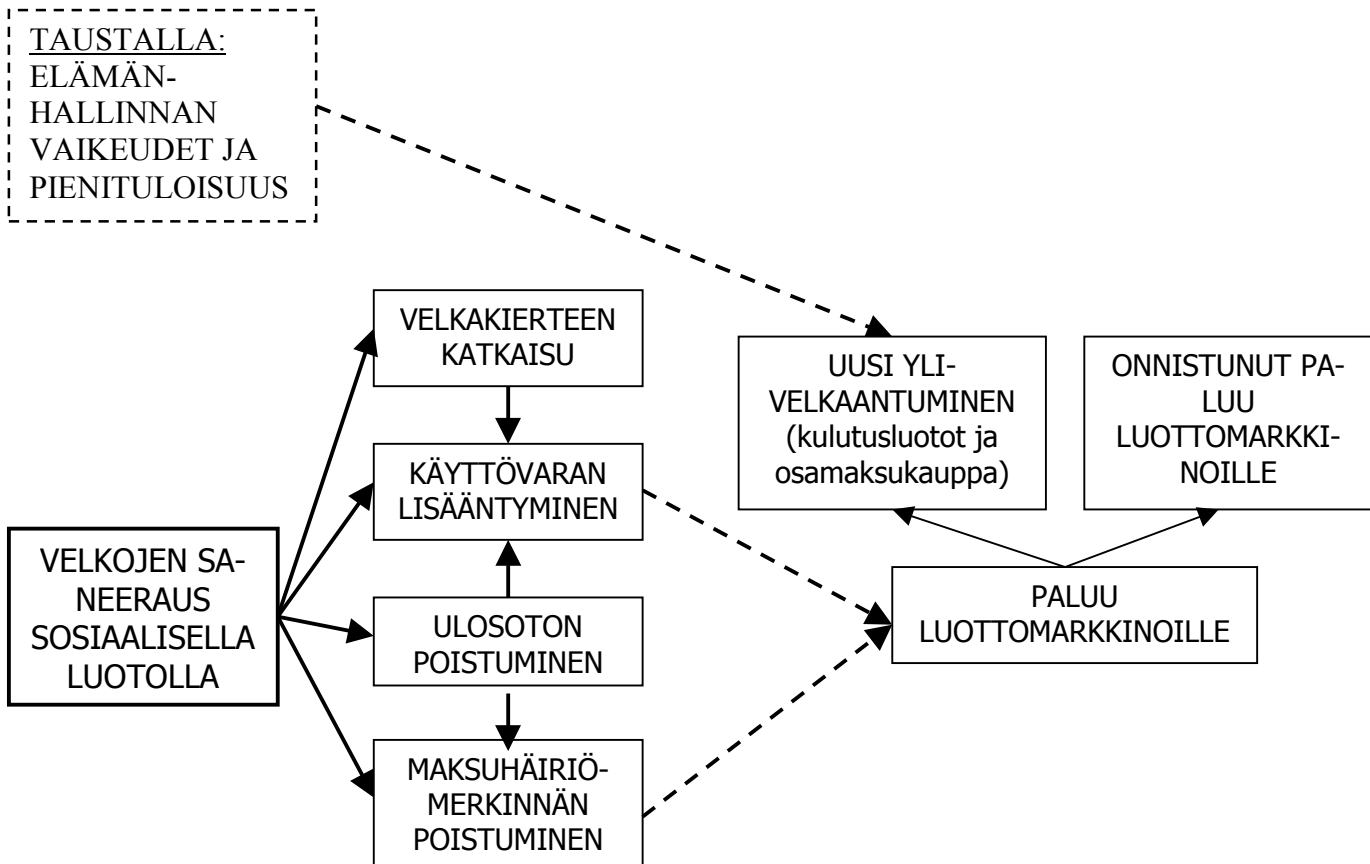 TAUSTALLA:
ELÄMÄN-
HALLINNAN
VAIKEUDET JA
PIENITULOISUUS
VELKAKIERTEEN
KATKAISU
UUSI YLI-
VELKAANTUMINEN
(kulutusluotot ja
osamaksukauppa)
ONNISTUNUT PA-
LUU
LUOTTOMARKKI-
NOILLE
KÄYTTÖVARAN
LISÄÄNTYMINEN
VELKOJEN SA-
NEERAUS
SOSIAALISELLA
LUOTOLLA
ULOSOTON
POISTUMINEN
PALUU
LUOTTOMARKKINOILLE
MAKSUHÄIRIÖ-
MERKINNÄN
POISTUMINEN